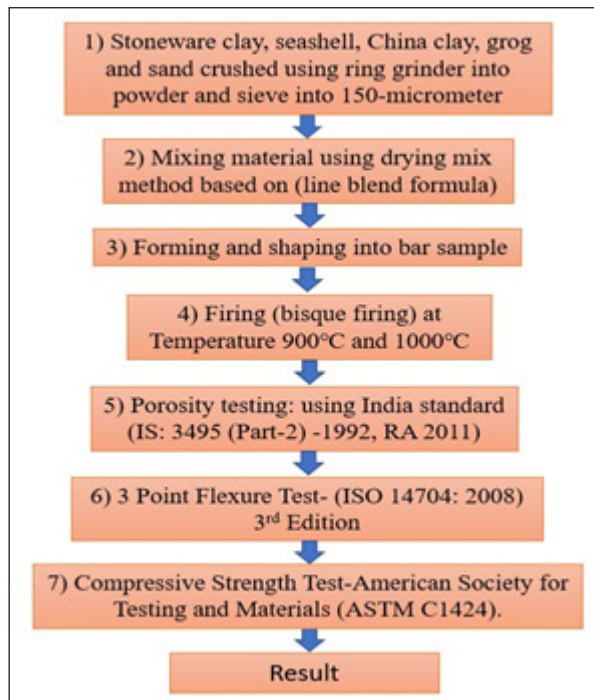 1) Stoneware clay, seashell, China clay, grog
and sand crushed using ring grinder into
powder and sieve into 150-micrometer
2) Mixing material using drying mix
method based on (line blend formula)
3) Forming and shaping into bar sample
4) Firing (bisque firing) at
Temperature 900°C and 1000°C
5) Porosity testing: using India standard
(IS: 3495 (Part-2) -1992, RA 2011)
6) 3 Point Flexure Test- (ISO 14704: 2008)
3rd Edition
7) Compressive Strength Test-American Society for
Testing and Materials (ASTM C1424).
Result